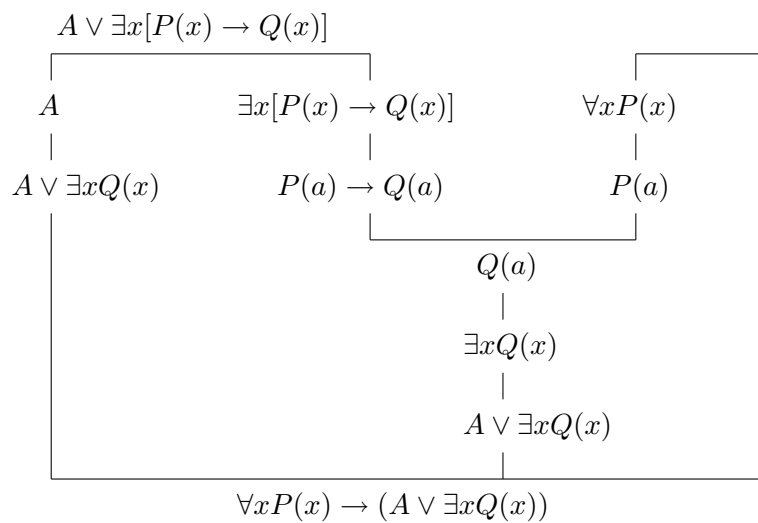 A ∨ ∃x[P(x) → Q(x)]
A ∃x[P(x) → Q(x)] ∀xP(x)
A ∨ ∃xQ(x) P(a) → Q(a) P(a)
Q(a)
∃xQ(x)
A ∨ ∃xQ(x)
∀xP(x) → (A ∨ ∃xQ(x))